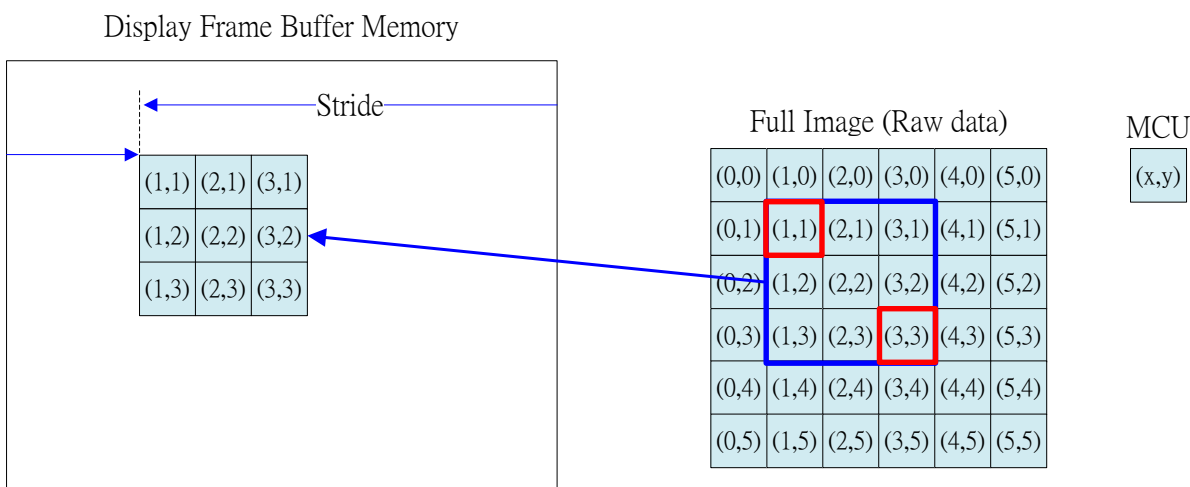 Display Frame Buffer Memory
Stride
(1,1) (2,1) (3,1)
(1,2) (2,2) (3,2)
(1,3) (2,3) (3,3)
Full Image (Raw data)
(0,0) (1,0) (2,0) (3,0) (4,0) (5,0)
(0,1) (1,1) (2,1) (3,1) (4,1) (5,1)
(0,2) (1,2) (2,2) (3,2) (4,2) (5,2)
(0,3) (1,3) (2,3) (3,3) (4,3) (5,3)
(0,4) (1,4) (2,4) (3,4) (4,4) (5,4)
(0,5) (1,5) (2,5) (3,5) (4,5) (5,5)
MCU
(x,y)